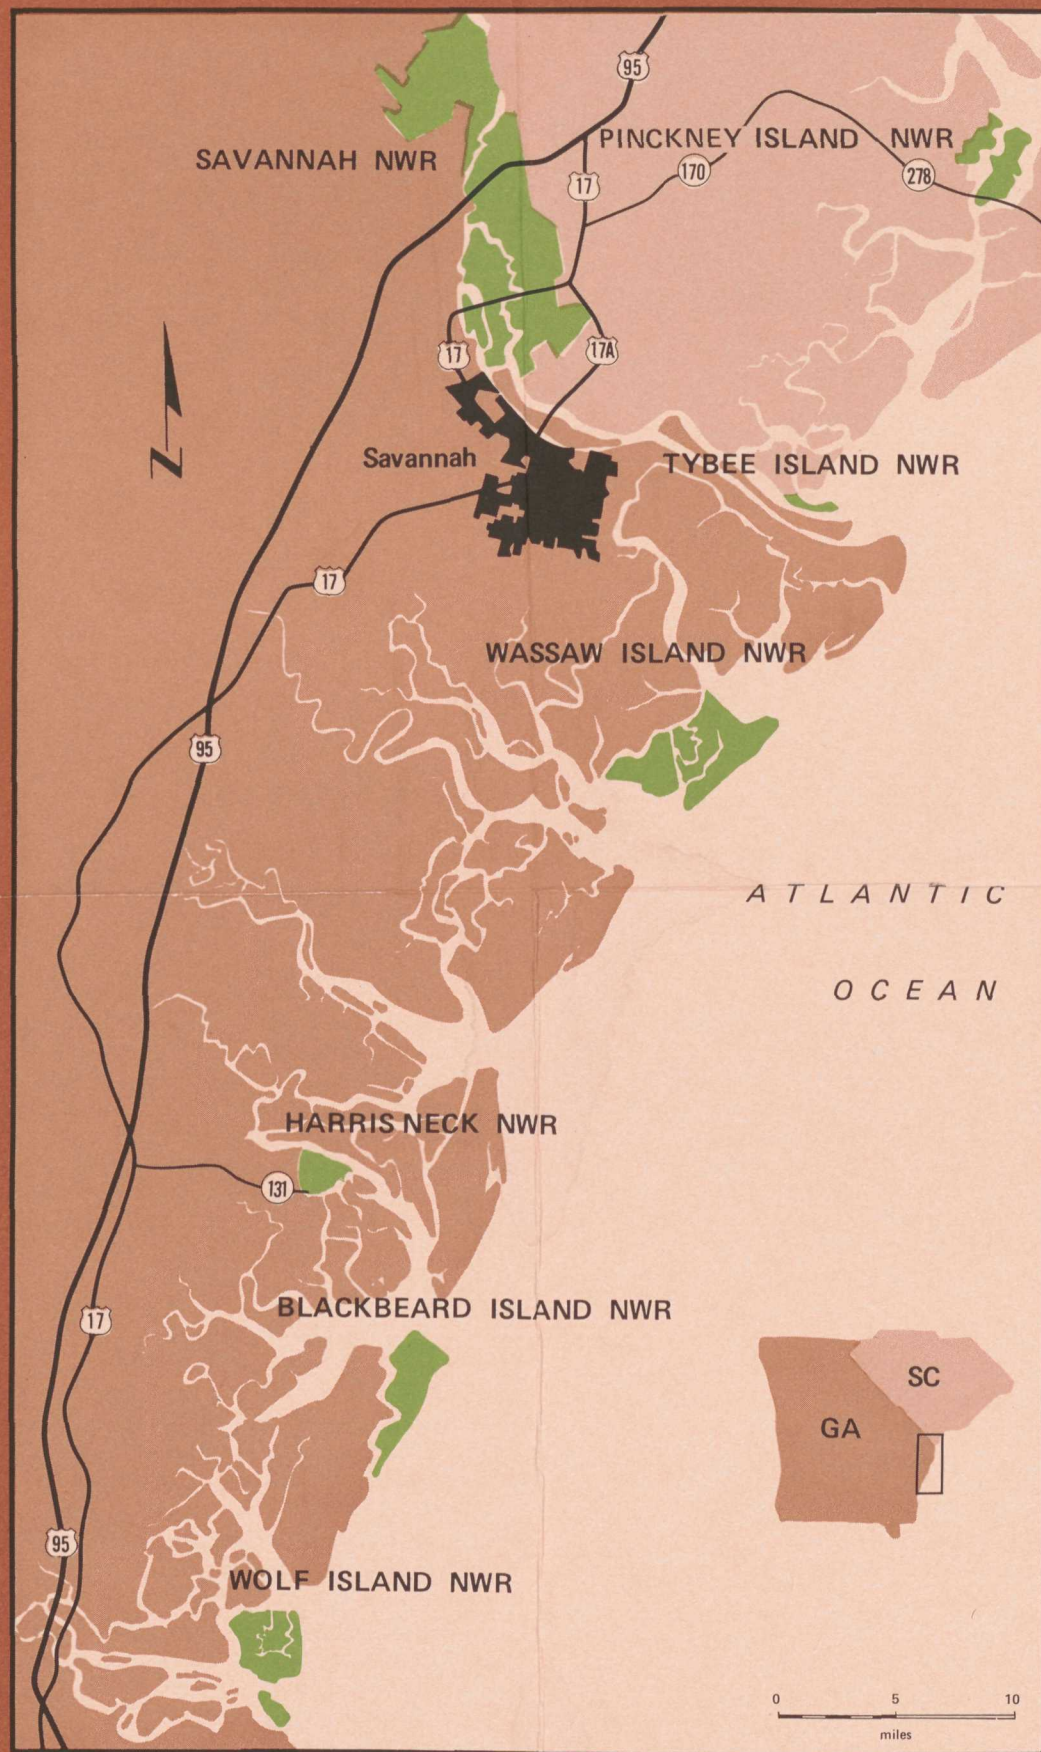 95
PINCKNEY ISLAND NWR
SAVANNAH NWR
170
278
17
17
17A
N
Savannah
TYBEE ISLAND NWR
17
WASSAW ISLAND NWR
95
ATLANTIC
OCEAN
HARRIS NECK NWR
131
BLACKBEARD ISLAND NWR
17
SC
GA
95
WOLF ISLAND NWR
0 5 10
miles